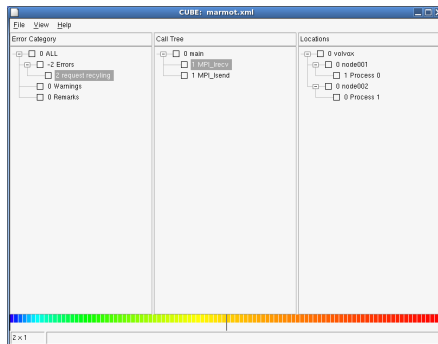 CUBE: marmot.xml
File View Help
Error Category
0 ALL
-2 Errors
2 request recyling
0 Warnings
0 Remarks
Call Tree
0 main
1 MPI_Irecv
1 MPI_Isend
Locations
0 volvox
0 node001
1 Process 0
0 node002
0 Process 1
2 x 1